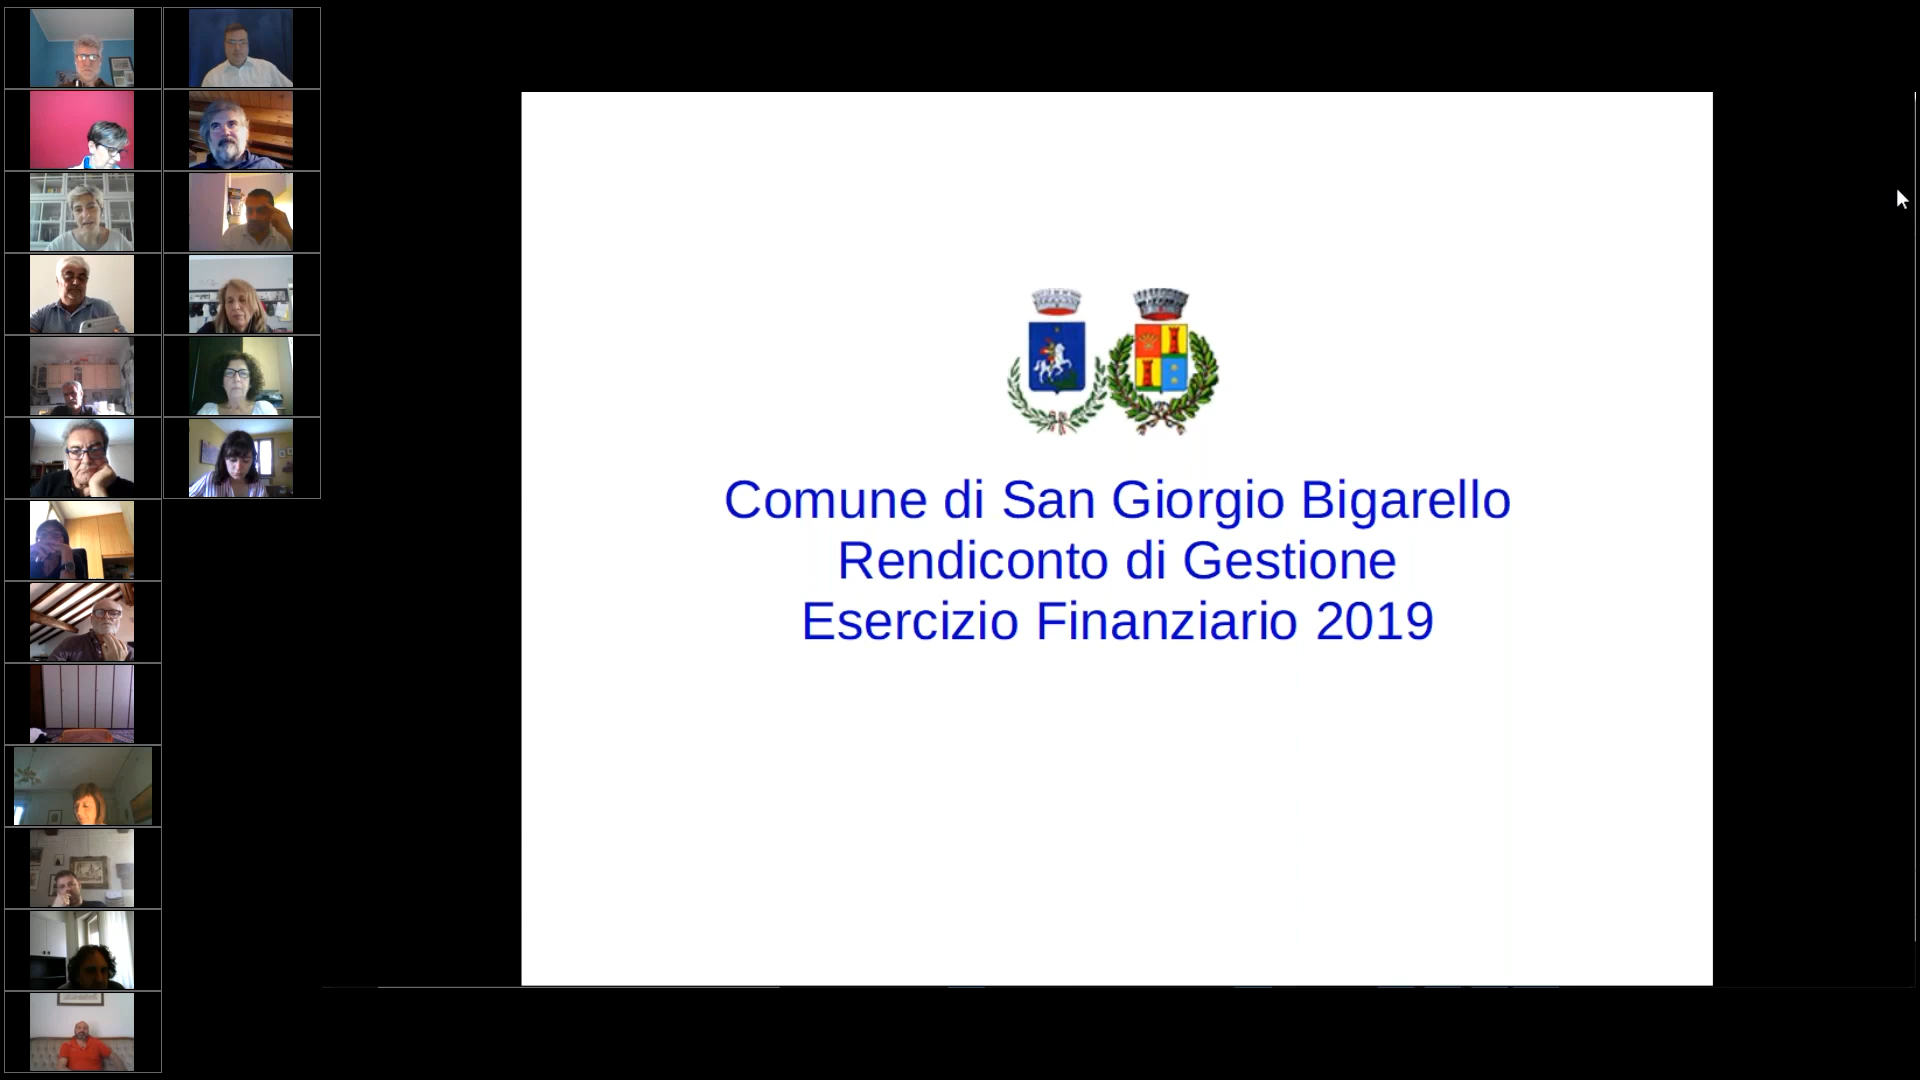 Comune di San Giorgio Bigarello
Rendiconto di Gestione
Esercizio Finanziario 2019